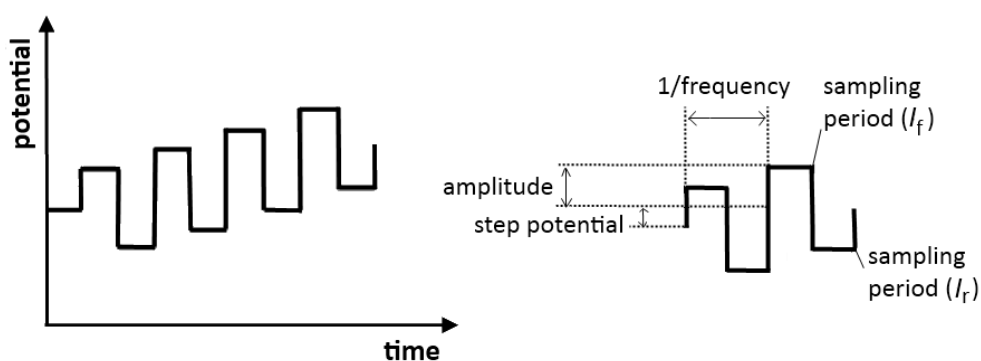 potential
time
1/frequency
sampling
period (If)
amplitude
step potential
sampling
period (Ir)